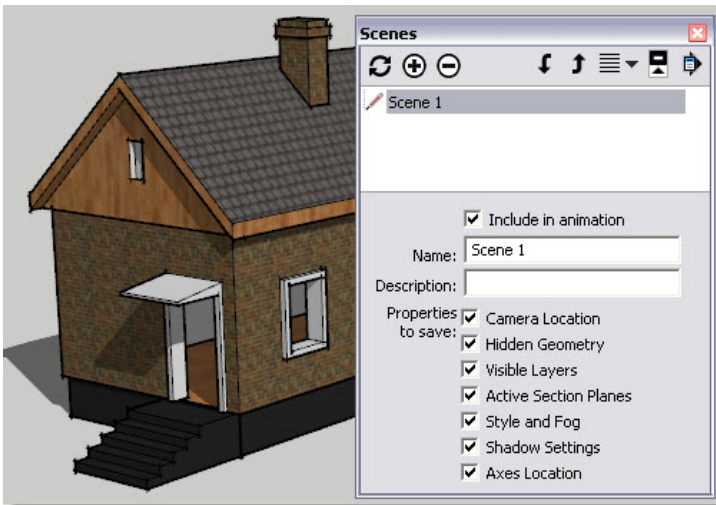 Scenes
Scene 1
Include in animation
Name: Scene 1
Description:
Properties
to save:
Camera Location
Hidden Geometry
Visible Layers
Active Section Planes
Style and Fog
Shadow Settings
Axes Location